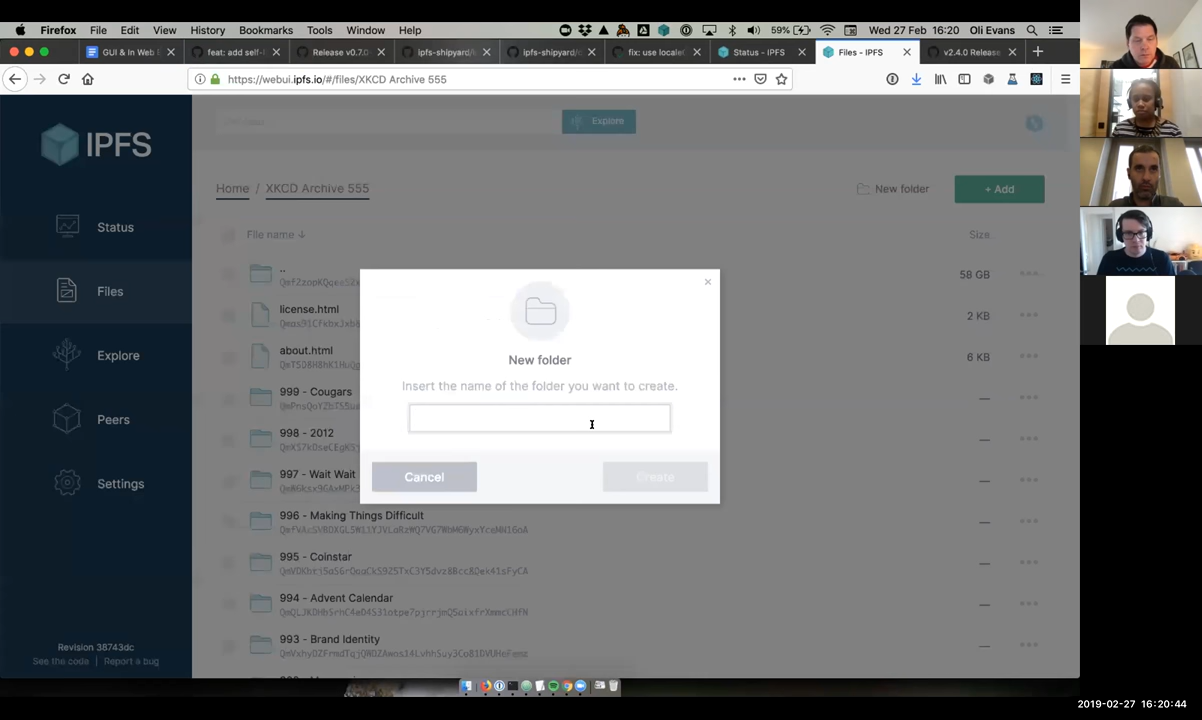 Firefox File Edit View History Bookmarks Tools Window Help 59% Wed 27 Feb 16:20 Oli Evans
GUI & In Web feat: add self- Release v0.7.0 ipfs-shipyard/ ipfs-shipyard/ fix: use locale Status - IPFS Files - IPFS v2.4.0 Release
https://webui.ipfs.io/#/files/XKCD Archive 555
IPFS
Explore
Home / XKCD Archive 555
New folder
+ Add
Status
Files
Explore
Peers
Settings
File name
Size
..
58 GB
license.html
2 KB
about.html
6 KB
999 - Cougars
998 - 2012
997 - Wait Wait
996 - Making Things Difficult
995 - Coinstar
994 - Advent Calendar
993 - Brand Identity
New folder
Insert the name of the folder you want to create.
Cancel
Create
Revision 38743dc
See the code | Report a bug
2019-02-27 16:20:44